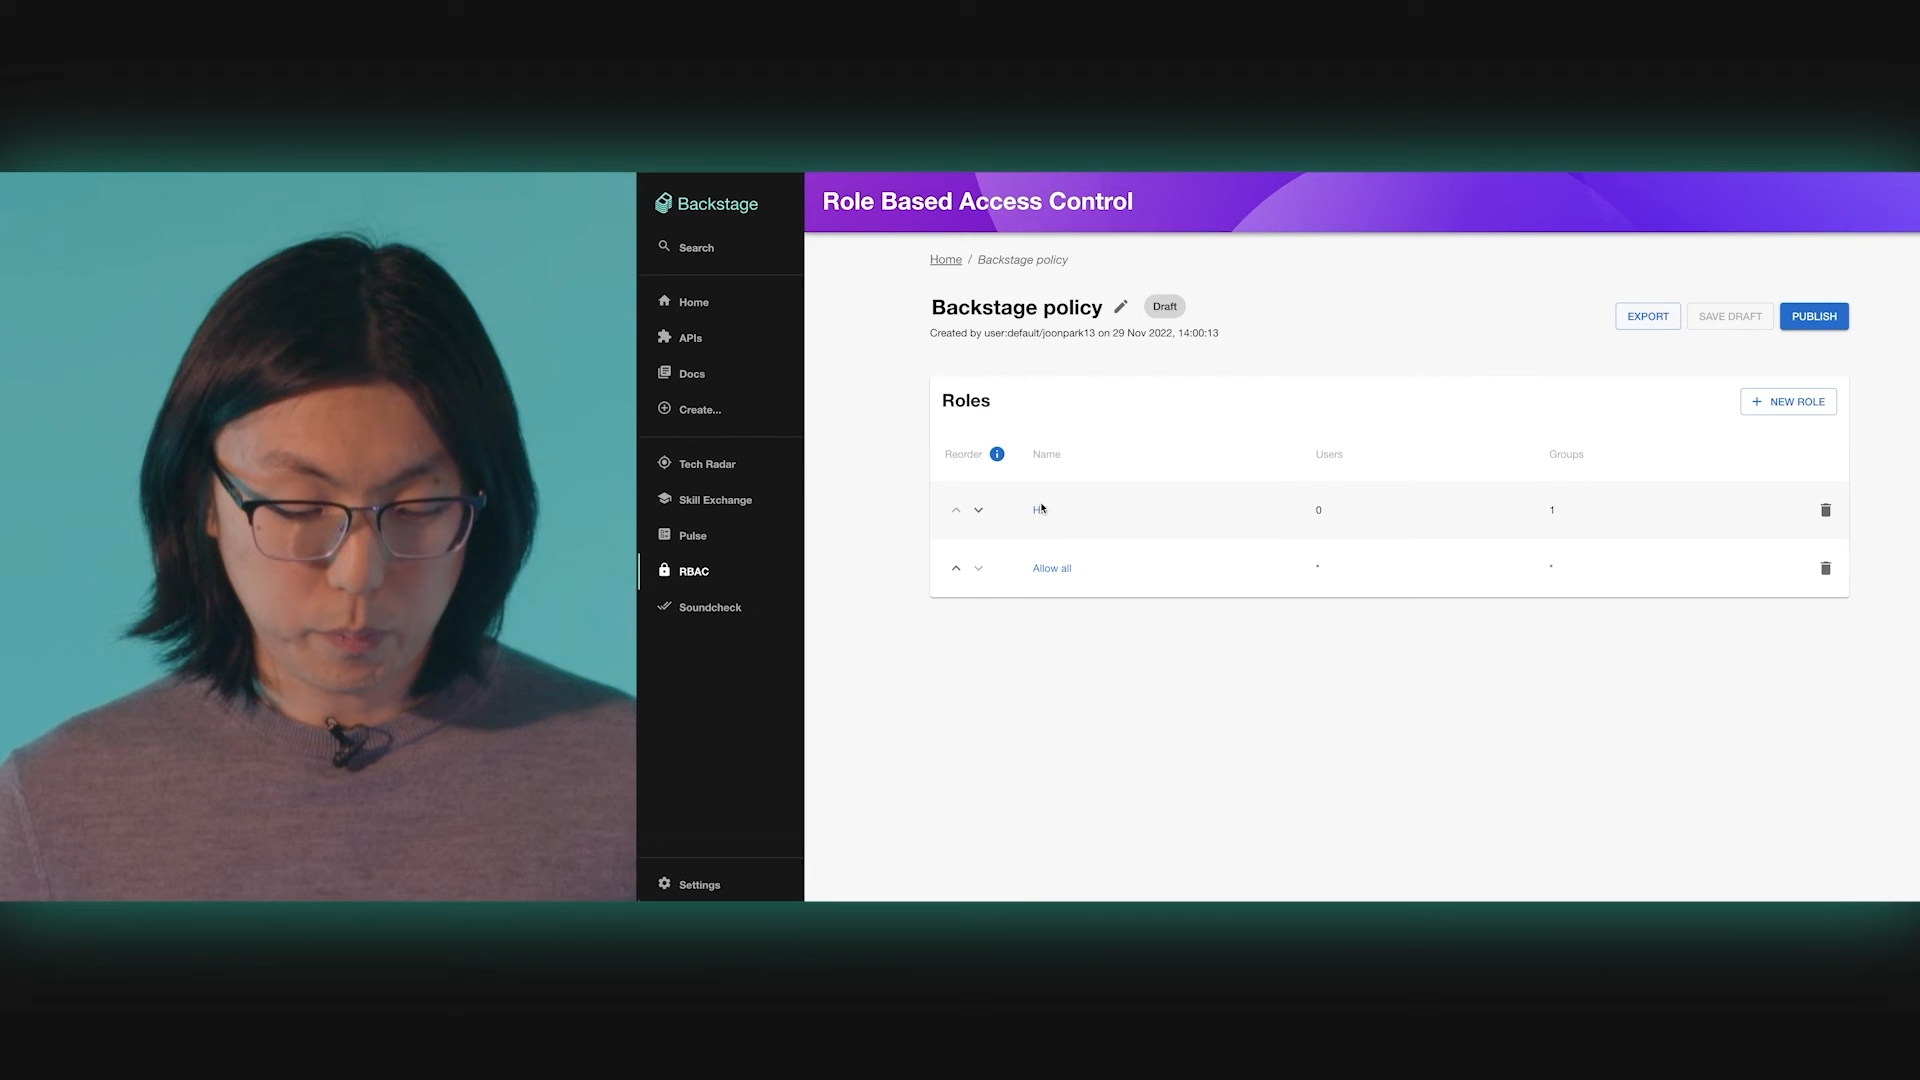 Backstage
Search
Home
APIs
Docs
Create...
Tech Radar
Skill Exchange
Pulse
RBAC
Soundcheck
Settings
Role Based Access Control
Home / Backstage policy
Backstage policy Draft
Created by user:default/joonpark13 on 29 Nov 2022, 14:00:13
EXPORT SAVE DRAFT PUBLISH
Roles
+ NEW ROLE
Reorder i Name Users Groups
0 1
Allow all * *